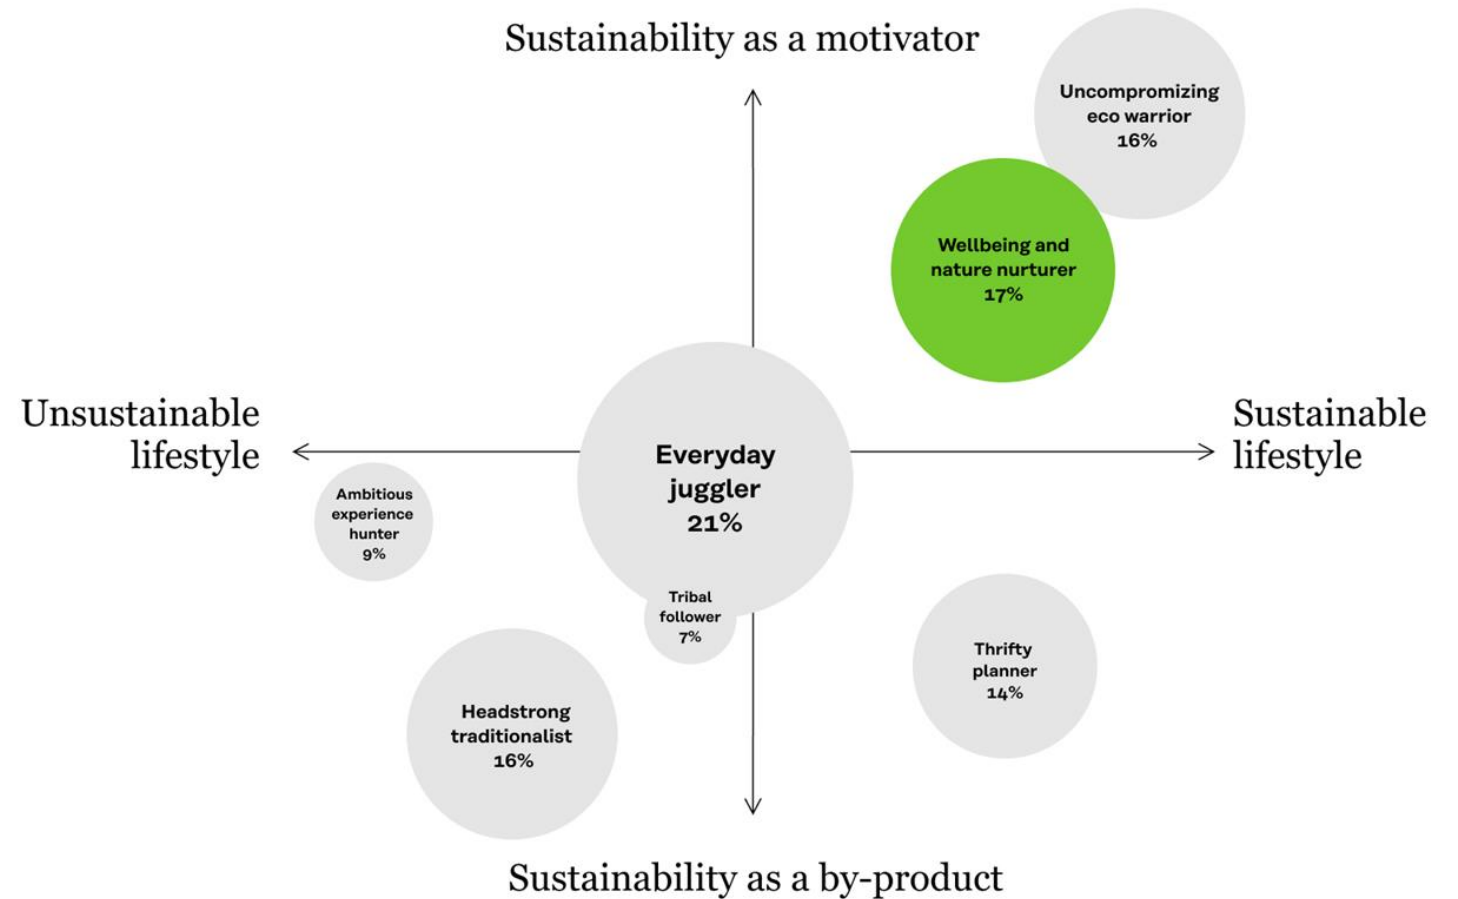 Sustainability as a motivator
Uncompromizing
eco warrior
16%
Wellbeing and
nature nurturer
17%
Unsustainable
lifestyle
Sustainable
lifestyle
Everyday
juggler
21%
Ambitious
experience
hunter
9%
Tribal
follower
7%
Thrifty
planner
14%
Headstrong
traditionalist
16%
Sustainability as a by-product